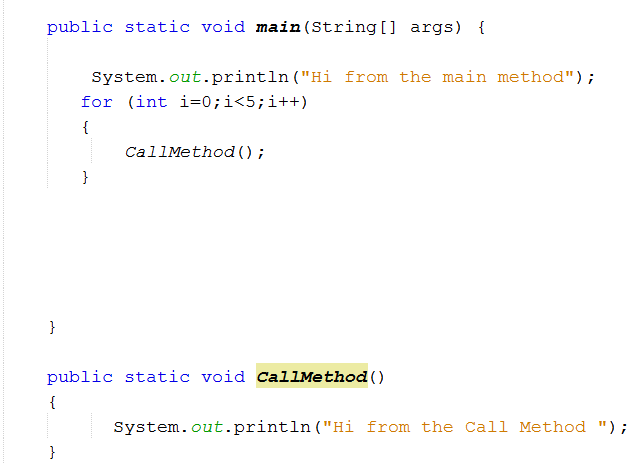 public static void main(String[] args) {
System.out.println("Hi from the main method");
for (int i=0;i<5;i++)
{
CallMethod();
}
}
public static void CallMethod()
{
System.out.println("Hi from the Call Method ");
}